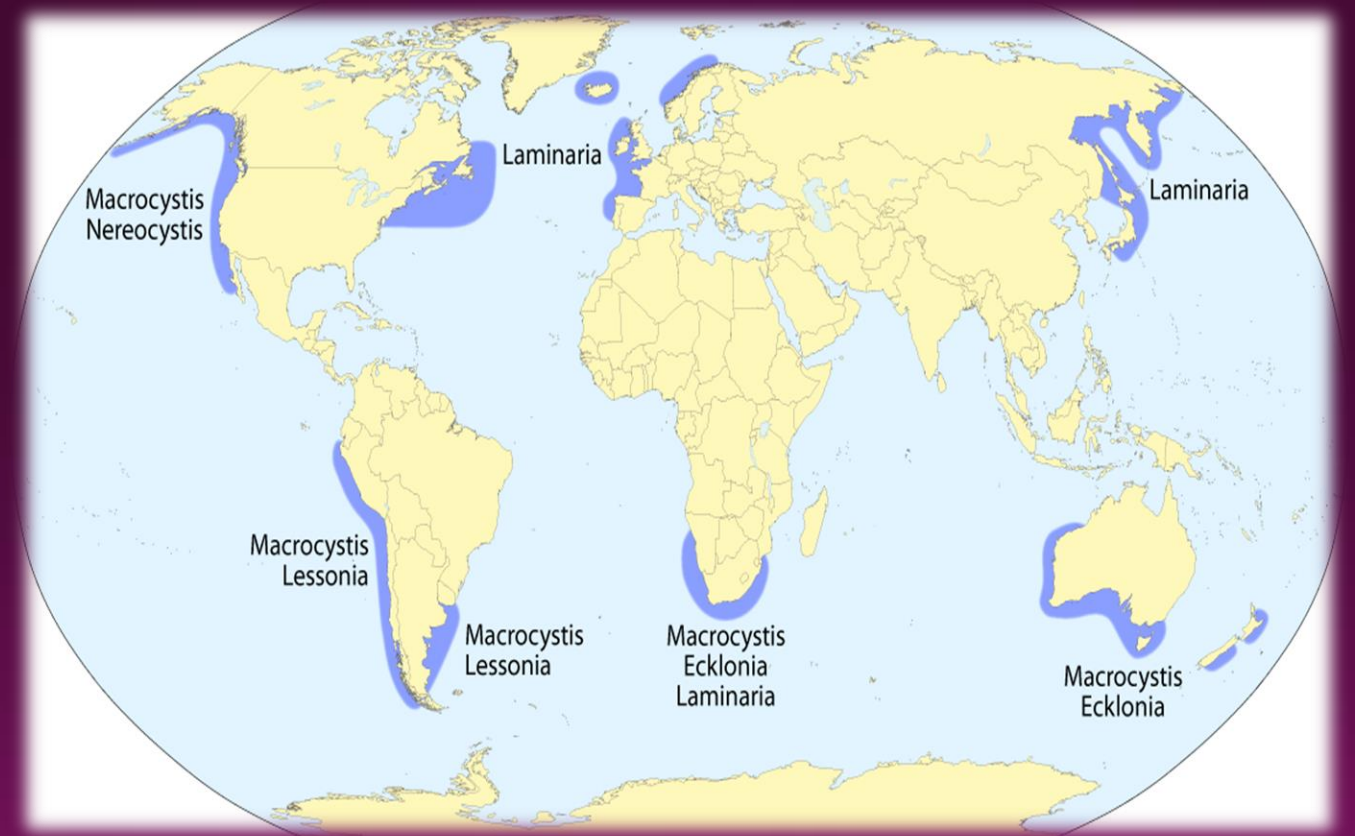 Laminaria
Macrocystis
Nereocystis
Laminaria
Macrocystis
Lessonia
Macrocystis
Lessonia
Macrocystis
Ecklonia
Laminaria
Macrocystis
Ecklonia